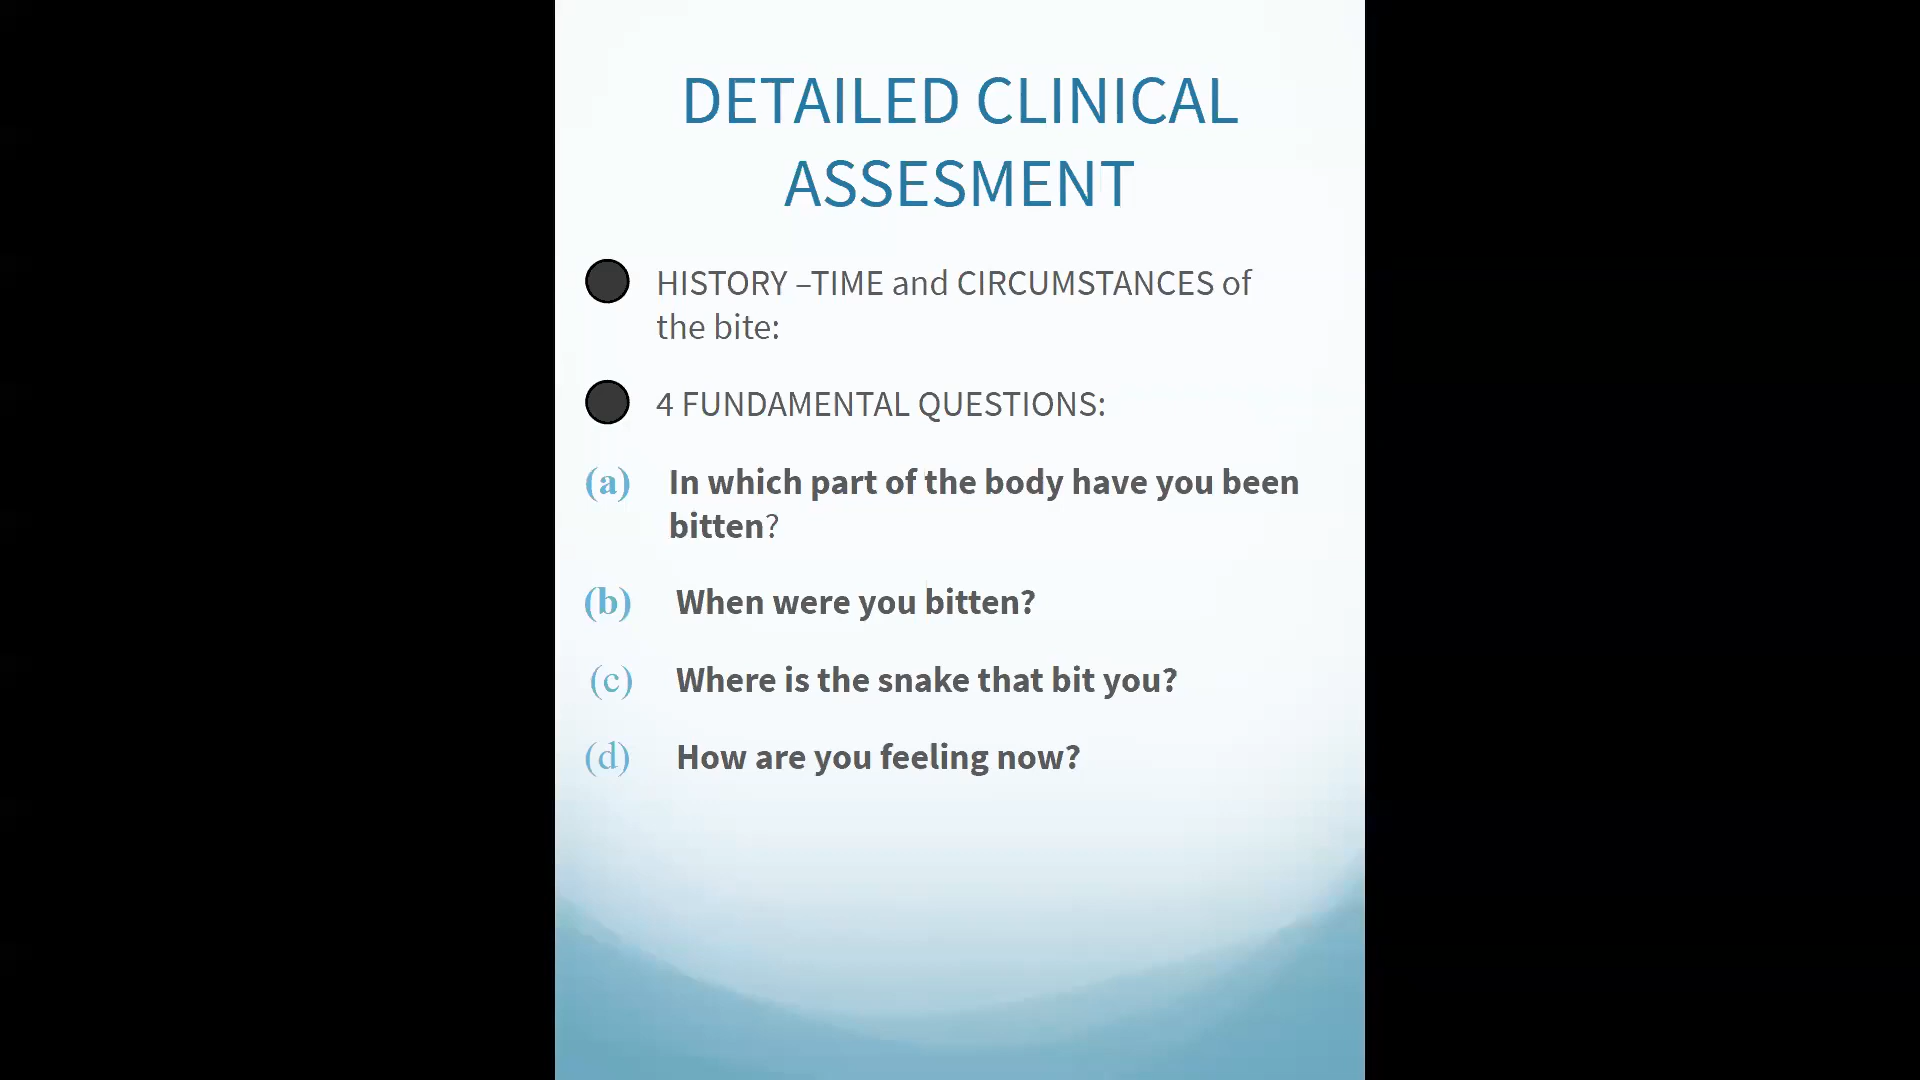 DETAILED CLINICAL
ASSESMENT
HISTORY –TIME and CIRCUMSTANCES of
the bite:
4 FUNDAMENTAL QUESTIONS:
(a) In which part of the body have you been
bitten?
(b) When were you bitten?
(c) Where is the snake that bit you?
(d) How are you feeling now?